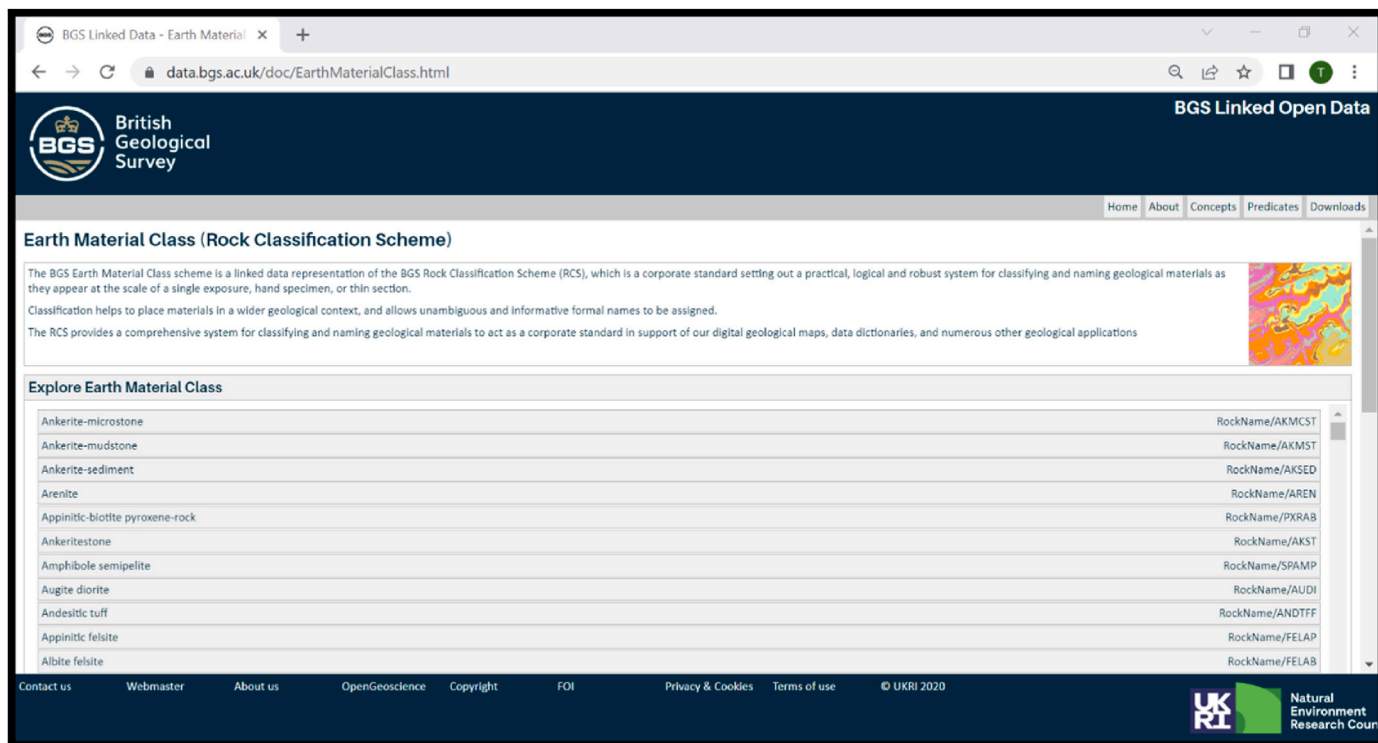 BGS Linked Data - Earth Material
data.bgs.ac.uk/doc/EarthMaterialClass.html
T
BGS
British
Geological
Survey
BGS Linked Open Data
Home About Concepts Predicates Downloads
Earth Material Class (Rock Classification Scheme)
The BGS Earth Material Class scheme is a linked data representation of the BGS Rock Classification Scheme (RCS), which is a corporate standard setting out a practical, logical and robust system for classifying and naming geological materials as
they appear at the scale of a single exposure, hand specimen, or thin section.
Classification helps to place materials in a wider geological context, and allows unambiguous and informative formal names to be assigned.
The RCS provides a comprehensive system for classifying and naming geological materials to act as a corporate standard in support of our digital geological maps, data dictionaries, and numerous other geological applications
Explore Earth Material Class
Ankerite-microstone RockName/AKMCST
Ankerite-mudstone RockName/AKMST
Ankerite-sediment RockName/AKSED
Arenite RockName/AREN
Appinitic-biotite pyroxene-rock RockName/PXRAB
Ankeritestone RockName/AKST
Amphibole semipelite RockName/SPAMP
Augite diorite RockName/AUDI
Andesitic tuff RockName/ANDTFF
Appinitic felsite RockName/FELAP
Albite felsite RockName/FELAB
Contact us Webmaster About us OpenGeoscience Copyright FOI Privacy & Cookies Terms of use © UKRI 2020
UK
RI
Natural
Environment
Research Coun